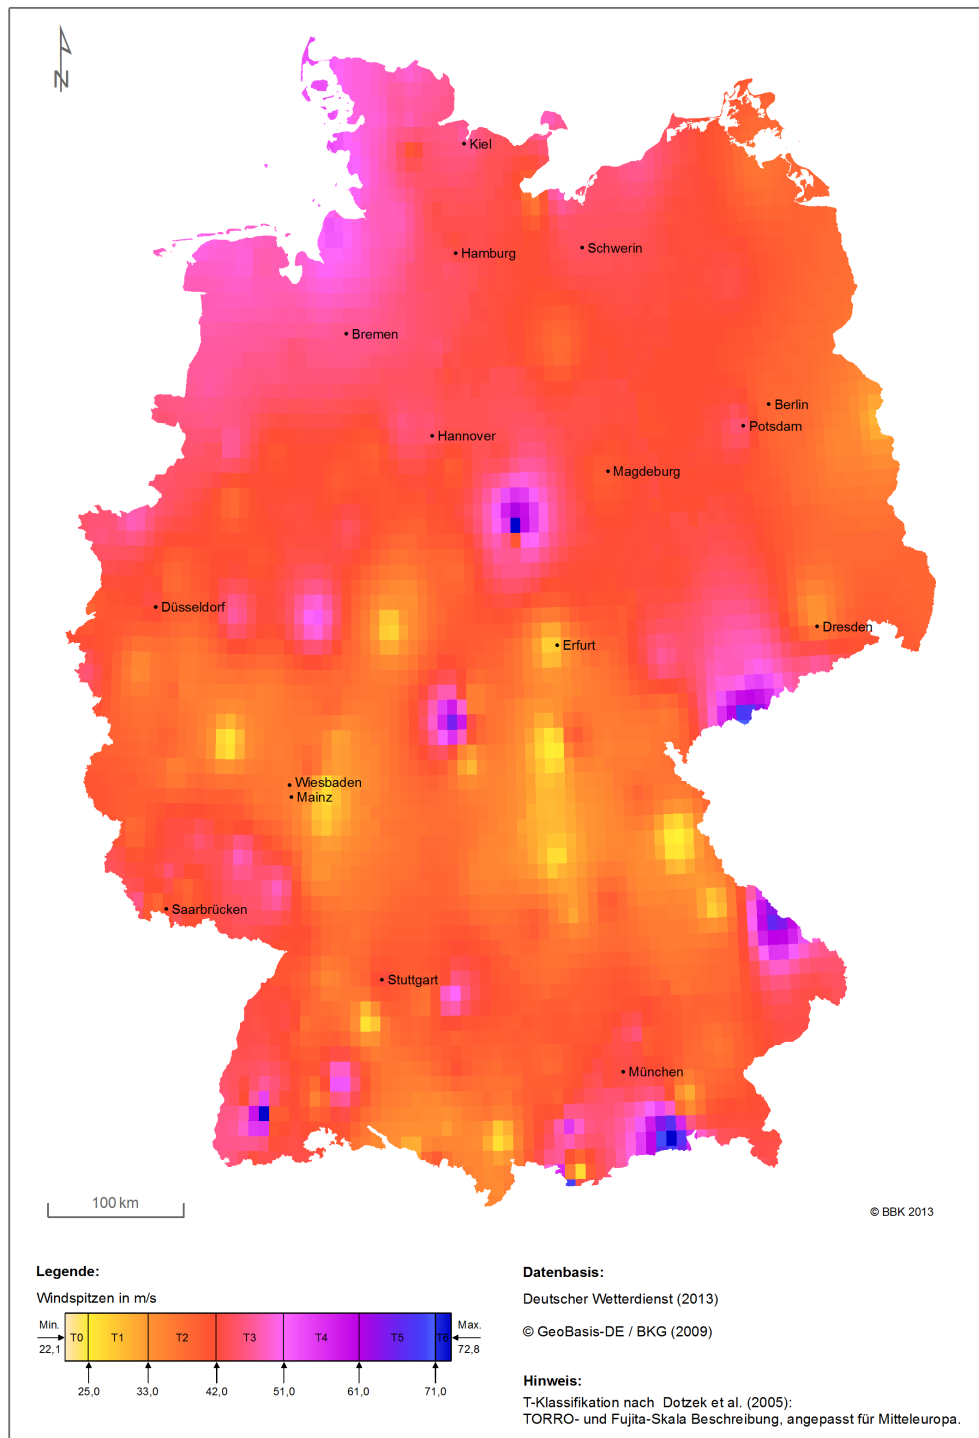 N
Kiel
Schwerin
Hamburg
Bremen
Berlin
Potsdam
Hannover
Magdeburg
Düsseldorf
Dresden
Erfurt
Wiesbaden
Mainz
Saarbrücken
Stuttgart
München
100 km
© BBK 2013
Legende:
Windspitzen in m/s
Min. T0 T1 T2 T3 T4 T5 T6 Max.
22,1 72,8
25,0 33,0 42,0 51,0 61,0 71,0
Datenbasis:
Deutscher Wetterdienst (2013)
© GeoBasis-DE / BKG (2009)
Hinweis:
T-Klassifikation nach Dotzek et al. (2005):
TORRO- und Fujita-Skala Beschreibung, angepasst für Mitteleuropa.